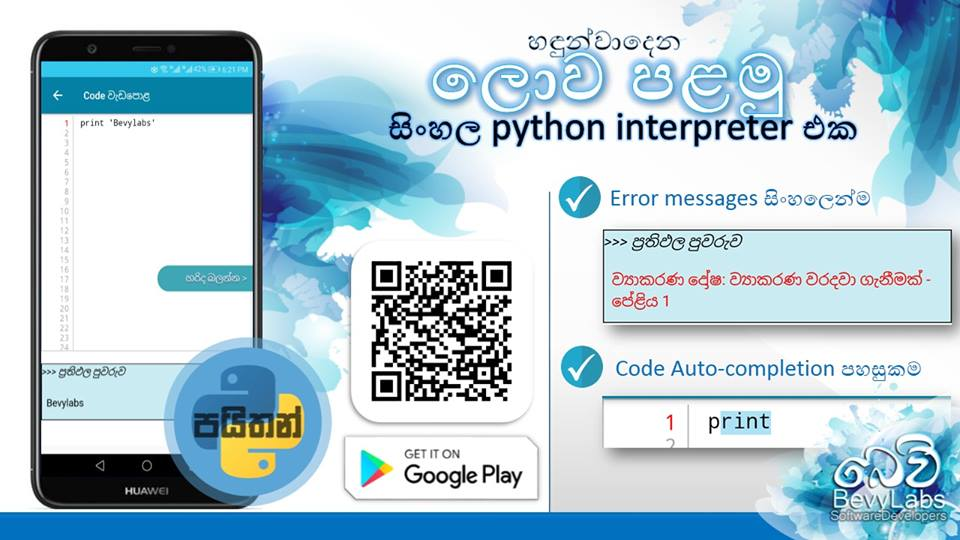 හඳුන්වාදෙන
ලොව පළමු
සිංහල python interpreter එක
6:21 PM
Code වැඩපොළ
1 print 'Bevylabs'
2
3
4
5
6
7
8
9
10
11
12
13
14
15
16
17
18
19
20
21
22
23
24
හරිද බලන්න >
>>> ප්‍රතිඵල පුවරුව
Bevylabs
HUAWEI
පයිතන්
GET IT ON
Google Play
Error messages සිංහලෙන්ම
>>> ප්‍රතිඵල පුවරුව
ව්‍යාකරණ දෝෂ: ව්‍යාකරණ වරදවා ගැනීමක් -
පේළිය 1
Code Auto-completion පහසුකම
1 print
2
බෙවි
BevyLabs
SoftwareDevelopers